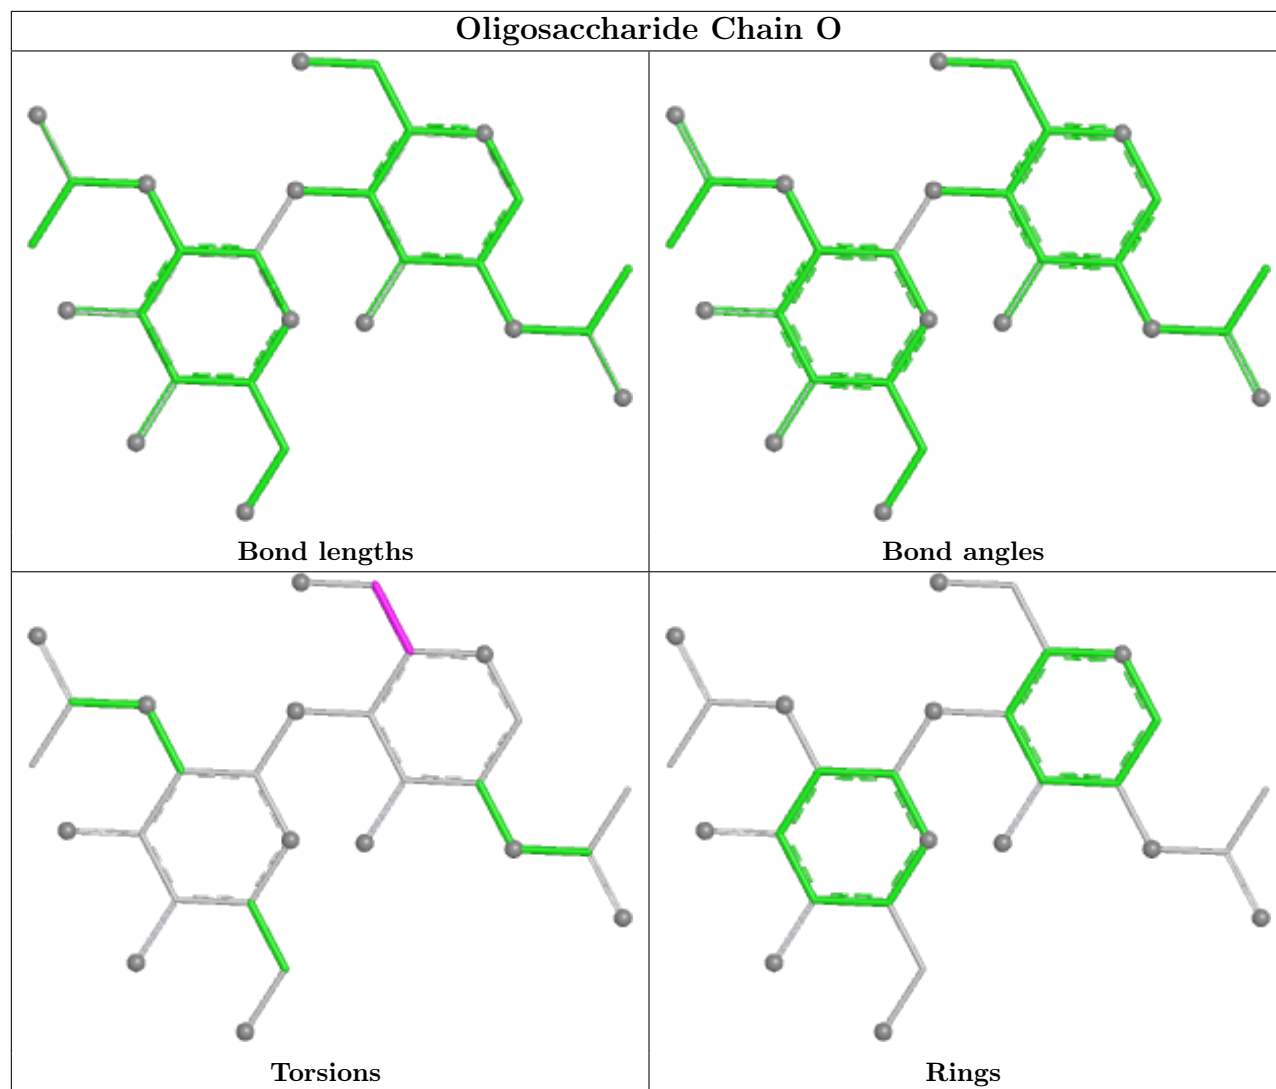 Oligosaccharide Chain O
Bond lengths
Bond angles
Torsions
Rings